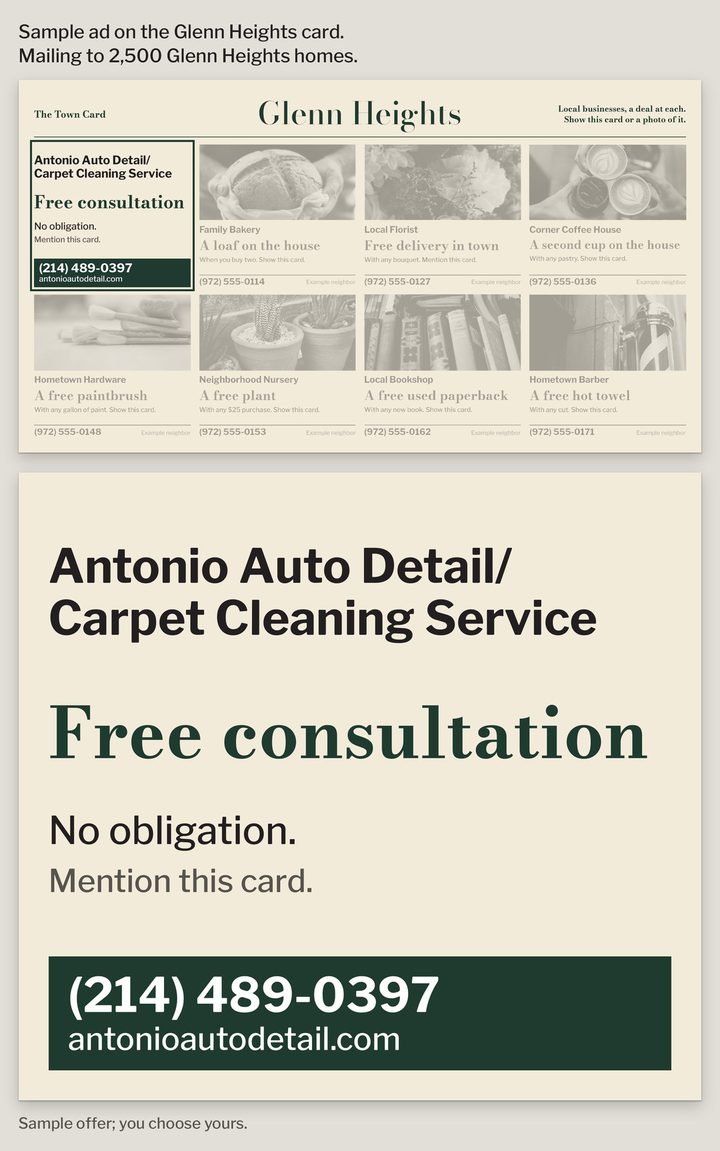 Sample ad on the Glenn Heights card.
Mailing to 2,500 Glenn Heights homes.
The Town Card
Glenn Heights
Local businesses, a deal at each.
Show this card or a photo of it.
Antonio Auto Detail/
Carpet Cleaning Service
Free consultation
No obligation.
Mention this card.
(214) 489-0397
antonioautodetail.com
Family Bakery
A loaf on the house
When you buy two. Show this card.
(972) 555-0114
Example neighbor
Local Florist
Free delivery in town
With any bouquet. Mention this card.
(972) 555-0127
Example neighbor
Corner Coffee House
A second cup on the house
With any pastry. Show this card.
(972) 555-0136
Example neighbor
Hometown Hardware
A free paintbrush
With any gallon of paint. Show this card.
(972) 555-0148
Example neighbor
Neighborhood Nursery
A free plant
With any $25 purchase. Show this card.
(972) 555-0153
Example neighbor
Local Bookshop
A free used paperback
With any new book. Show this card.
(972) 555-0162
Example neighbor
Hometown Barber
A free hot towel
With any cut. Show this card.
(972) 555-0171
Example neighbor
Antonio Auto Detail/
Carpet Cleaning Service
Free consultation
No obligation.
Mention this card.
(214) 489-0397
antonioautodetail.com
Sample offer; you choose yours.